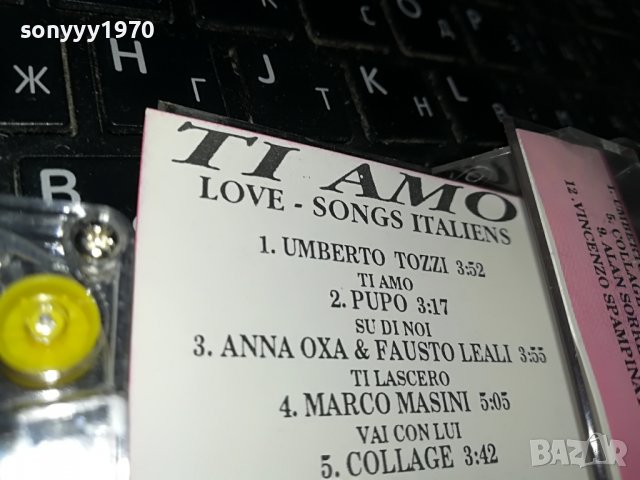 sonyyy1970
Ж H Г J К K Л
B
TI AMO
LOVE - SONGS ITALIENS
1. UMBERTO TOZZI 3:52
TI AMO
2. PUPO 3:17
SU DI NOI
3. ANNA OXA & FAUSTO LEALI 3:55
TI LASCERO
4. MARCO MASINI 5:05
VAI CON LUI
5. COLLAGE 3:42
12. VINCENZO
BAZAR